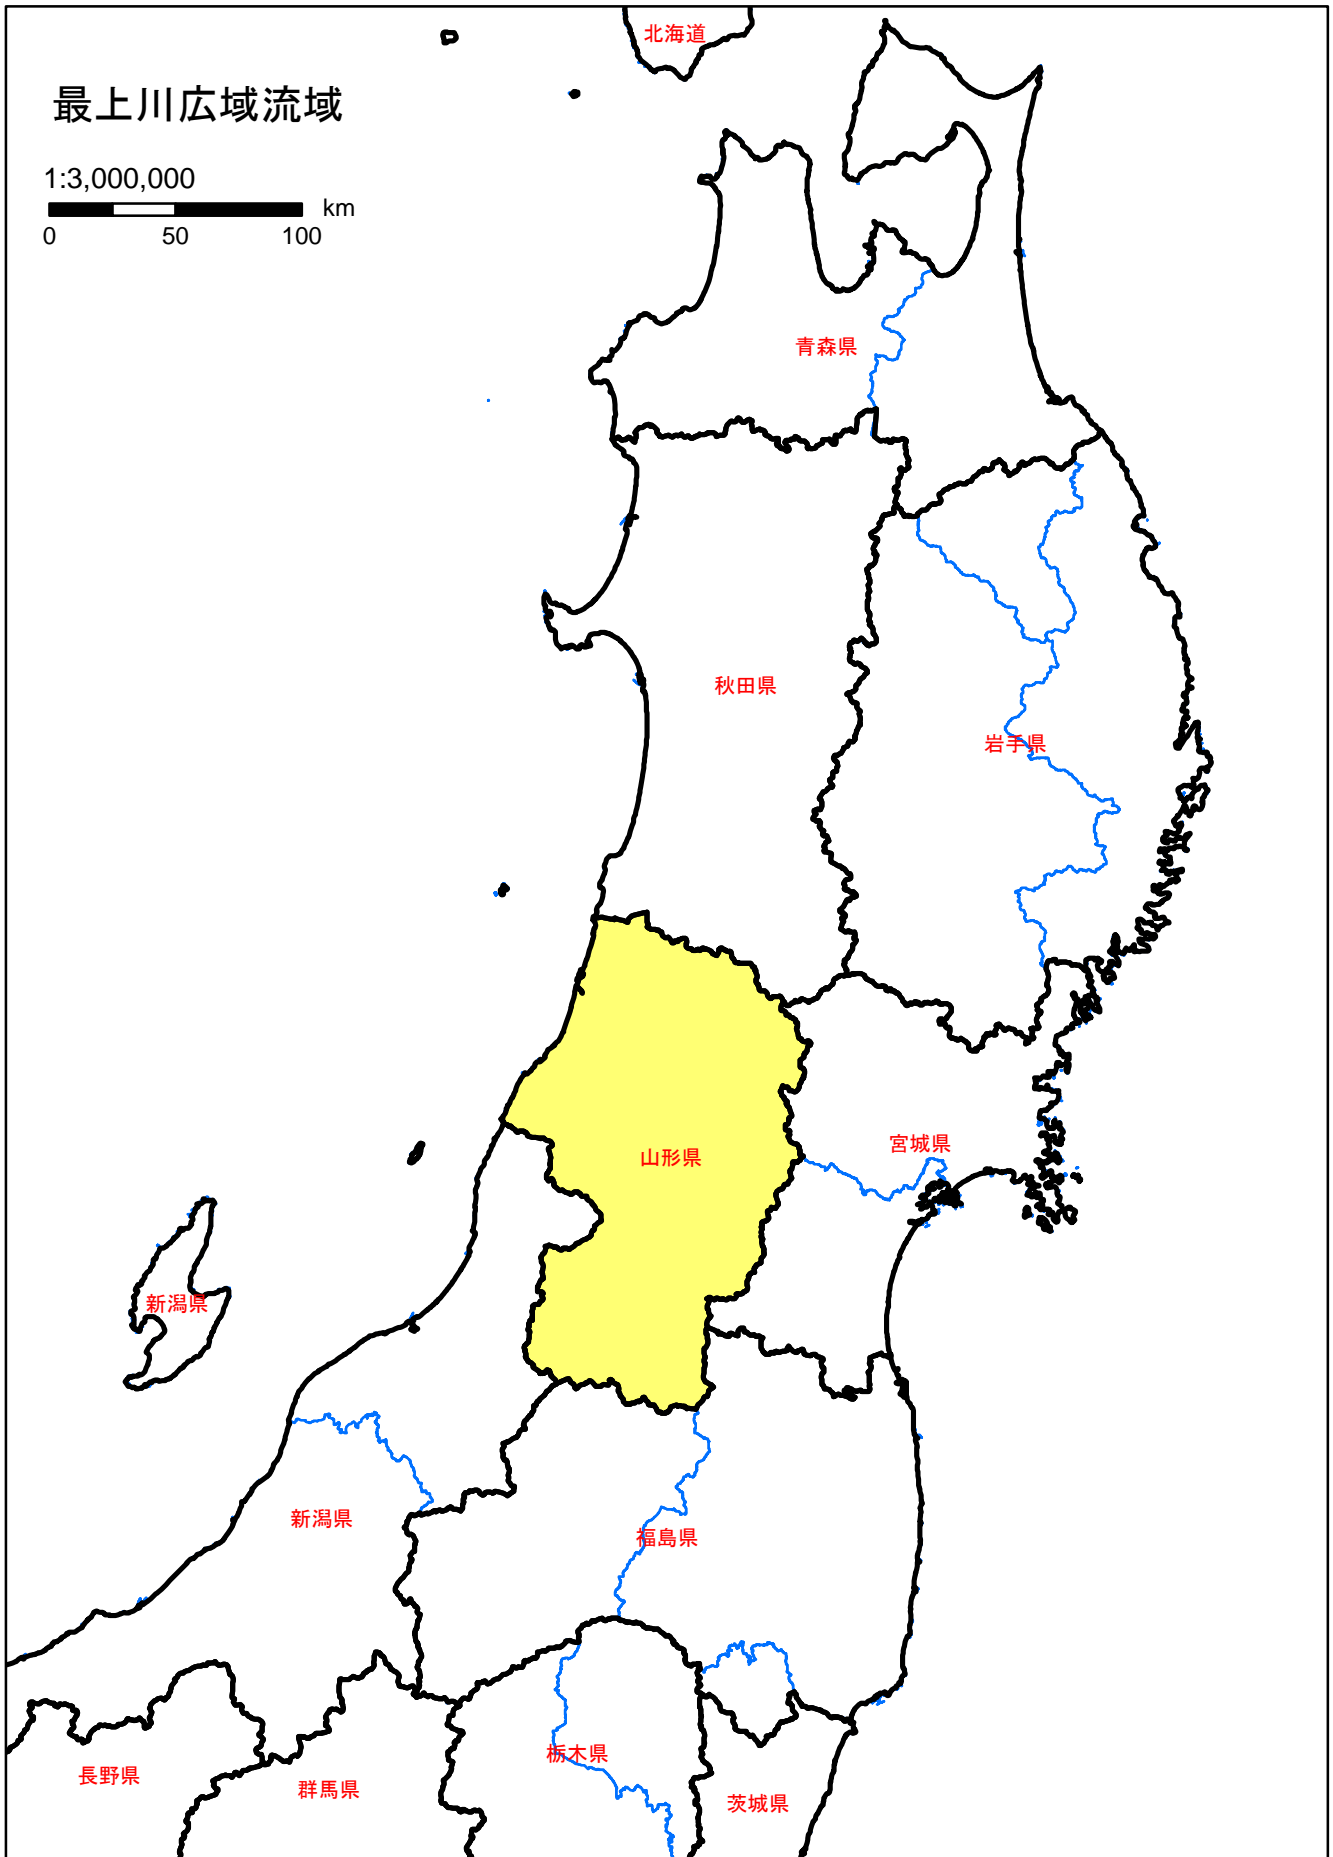 北海道
最上川広域流域
1:3,000,000
km
0 50 100
青森県
秋田県
岩手県
宮城県
山形県
新潟県
新潟県
福島県
栃木県
長野県
群馬県
茨城県